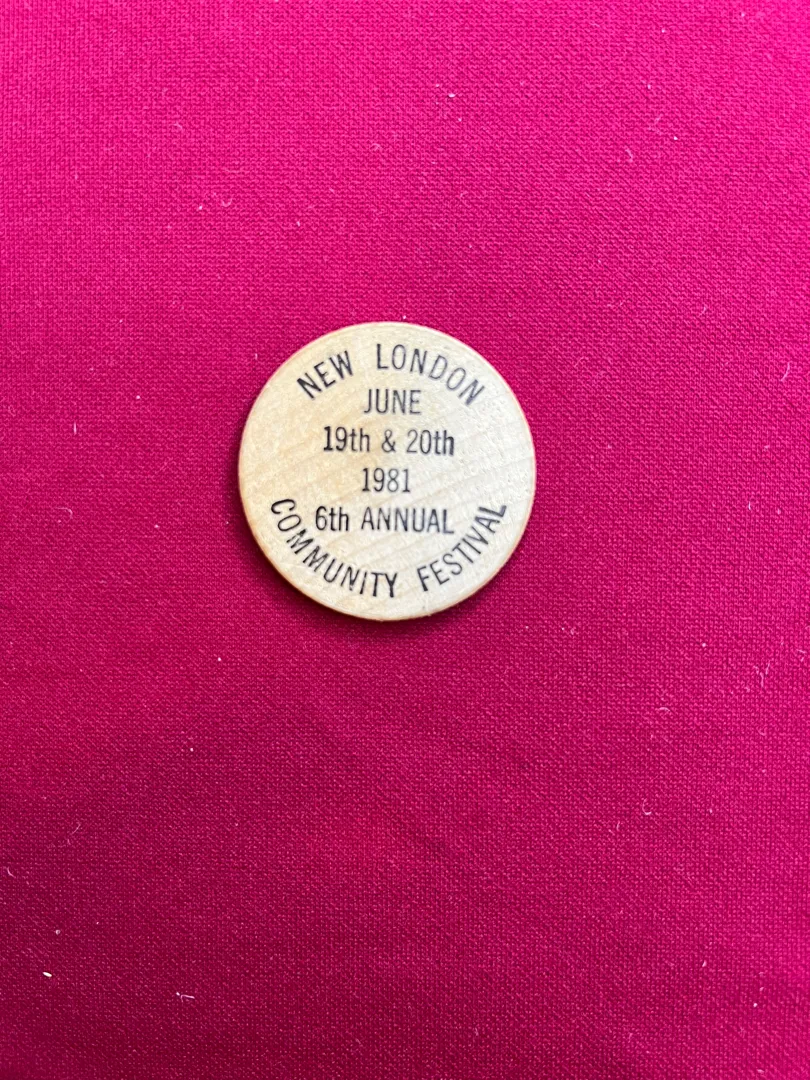 NEW LONDON
JUNE
19th & 20th
1981
6th ANNUAL
COMMUNITY FESTIVAL